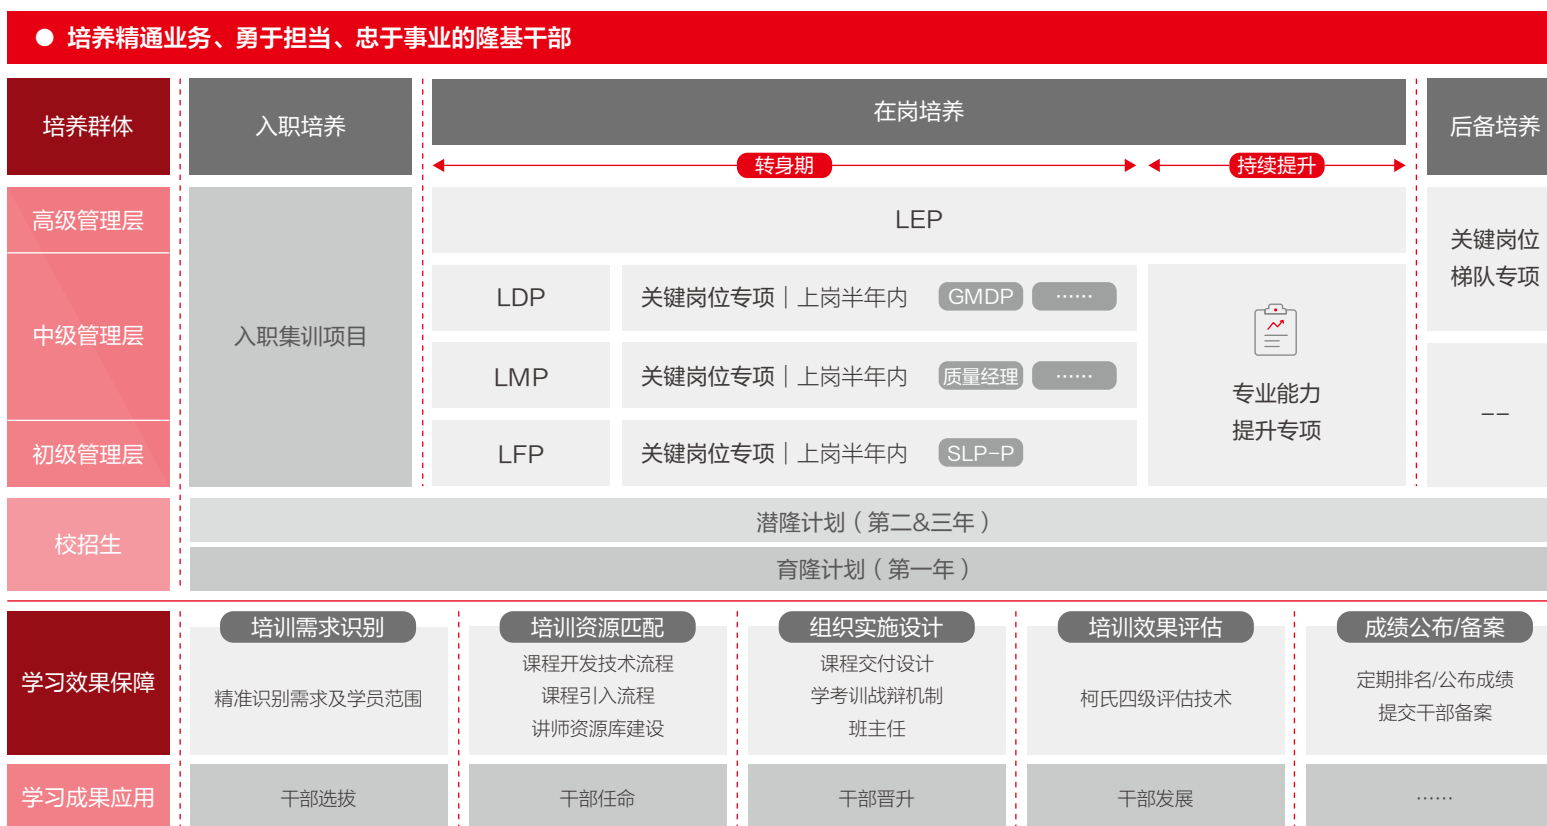 培养精通业务、勇于担当、忠于事业的隆基干部
培养群体
入职培养
在岗培养
后备培养
转身期
持续提升
高级管理层
中级管理层
初级管理层
入职集训项目
LEP
LDP
关键岗位专项｜上岗半年内
GMDP
……
LMP
关键岗位专项｜上岗半年内
质量经理
……
LFP
关键岗位专项｜上岗半年内
SLP-P
专业能力
提升专项
关键岗位
梯队专项
--
校招生
潜隆计划（第二&三年）
育隆计划（第一年）
学习效果保障
培训需求识别
精准识别需求及学员范围
培训资源匹配
课程开发技术流程
课程引入流程
讲师资源库建设
组织实施设计
课程交付设计
学考训战辩机制
班主任
培训效果评估
柯氏四级评估技术
成绩公布/备案
定期排名/公布成绩
提交干部备案
学习成果应用
干部选拔
干部任命
干部晋升
干部发展
……